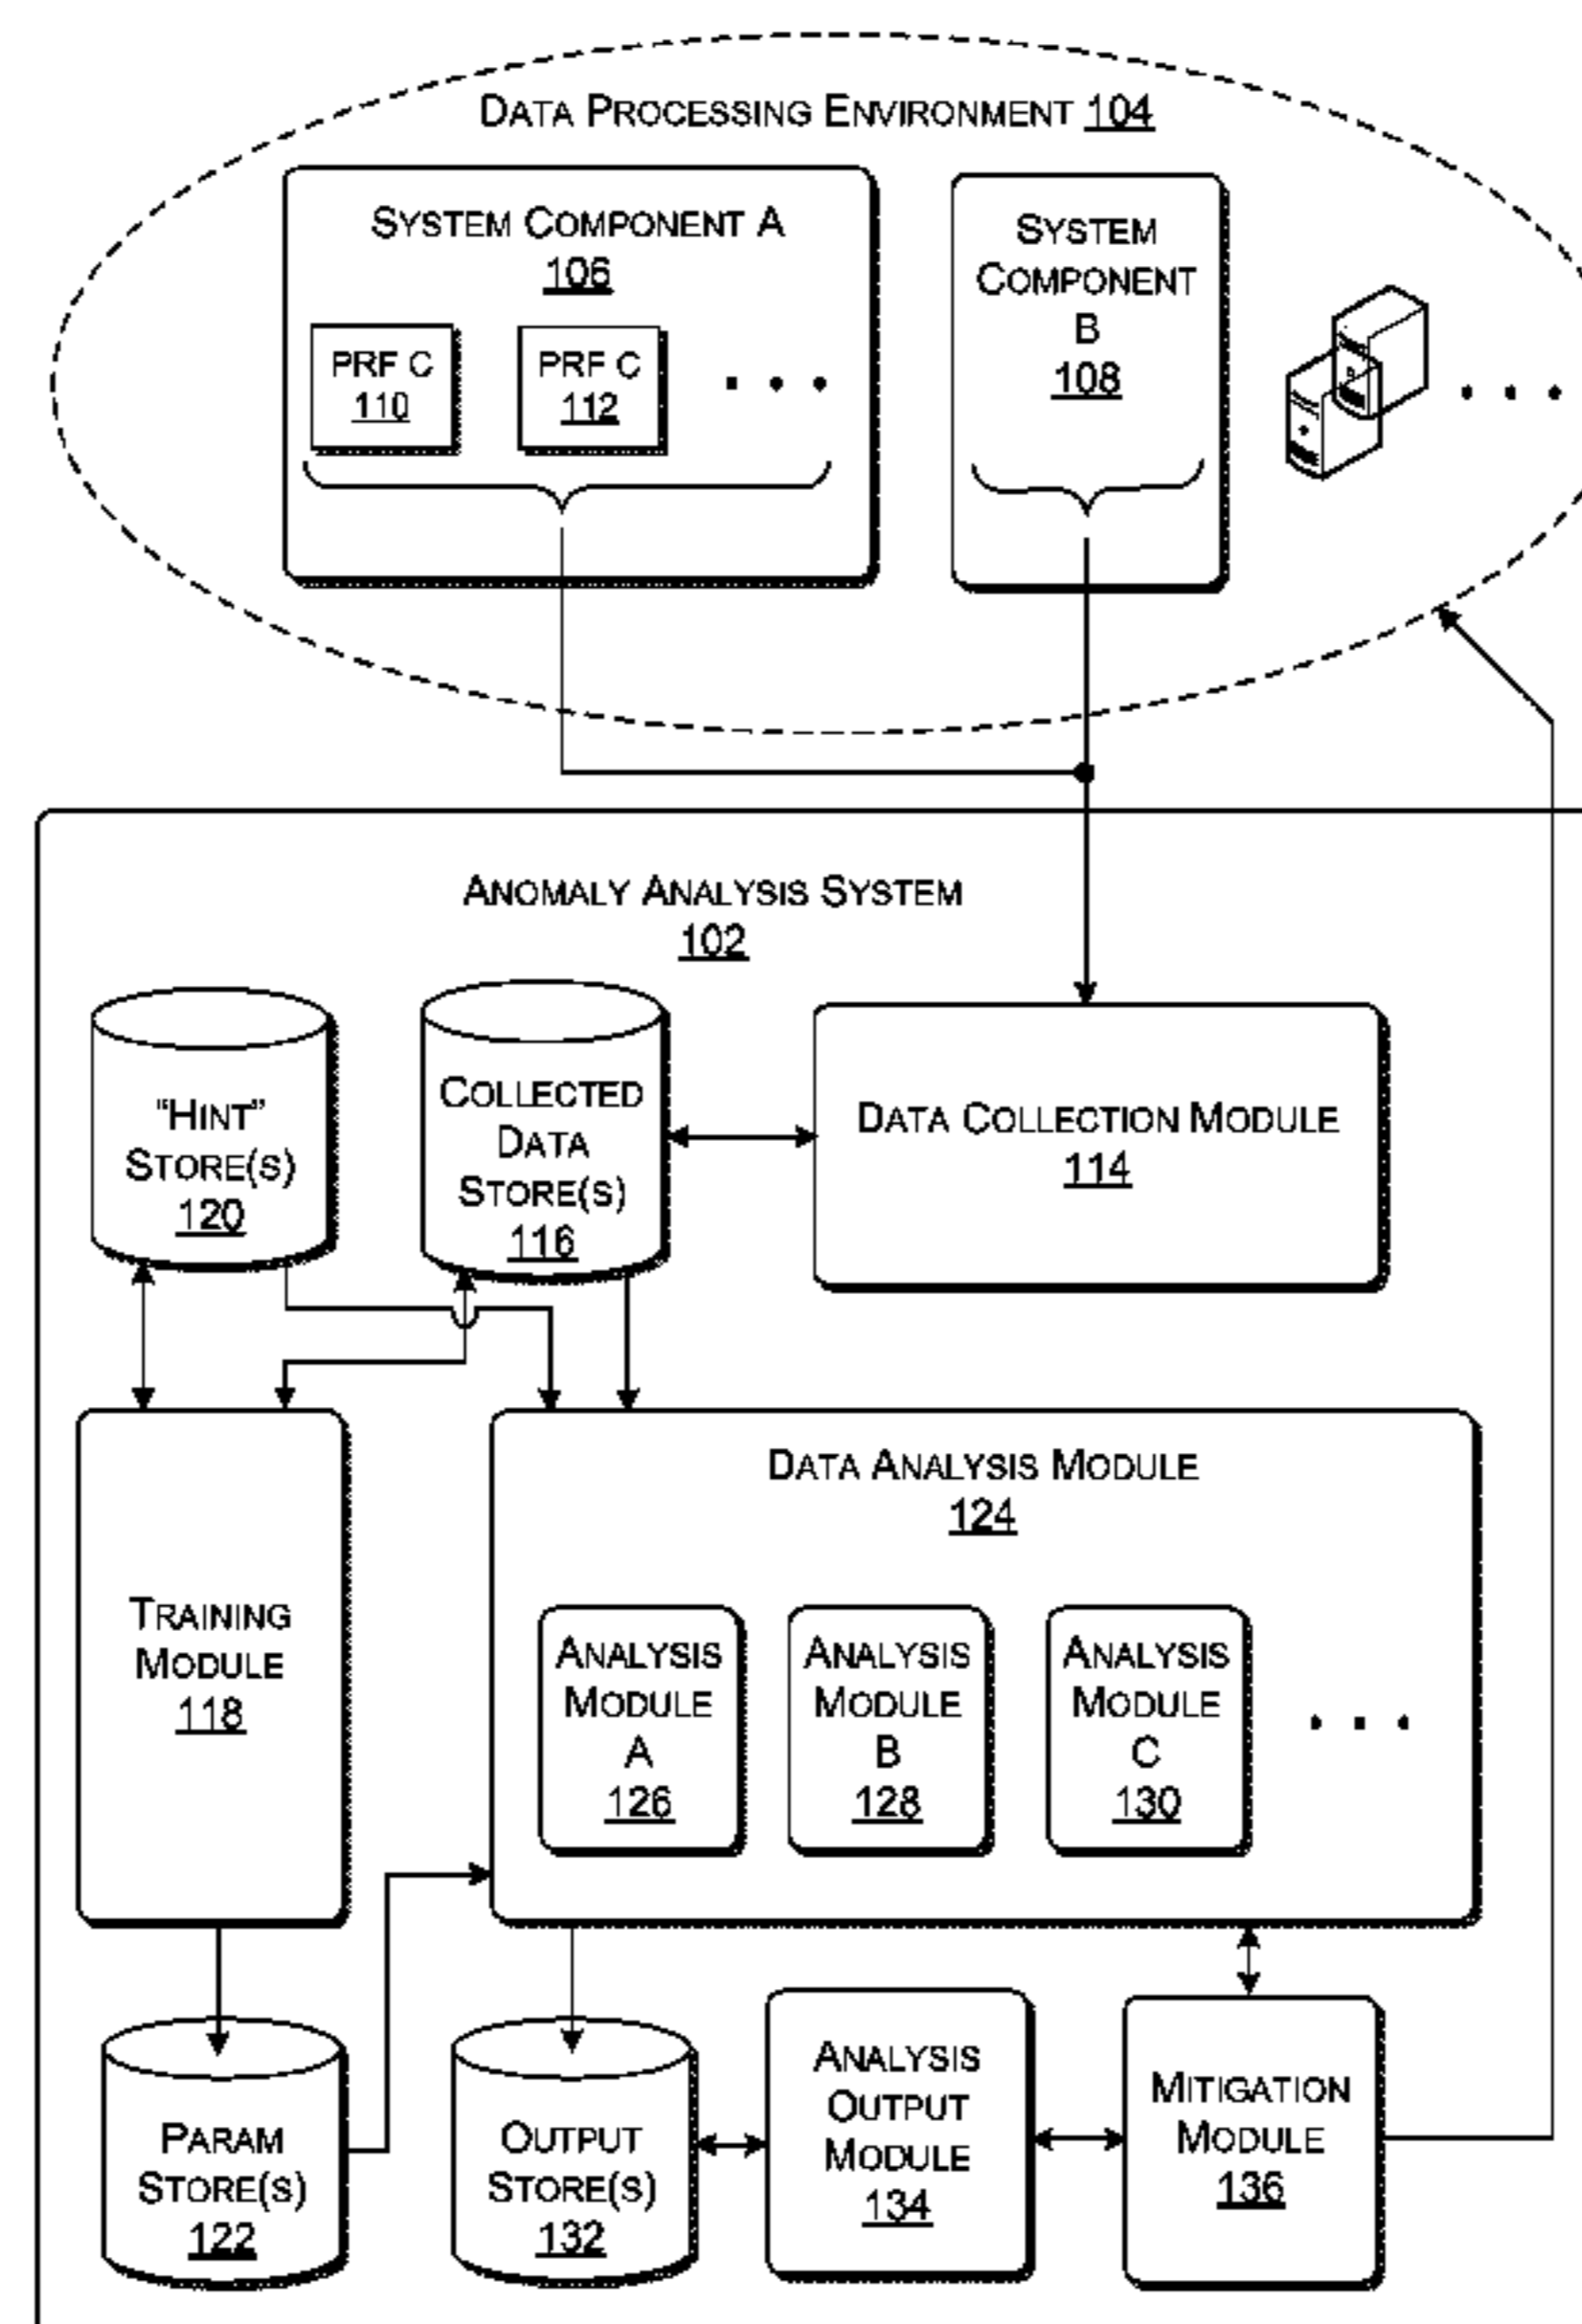 DATA PROCESSING ENVIRONMENT 104
SYSTEM COMPONENT A
106
PRF C
110
PRF C
112
SYSTEM
COMPONENT
B
108
ANOMALY ANALYSIS SYSTEM
102
"HINT"
STORE(S)
120
COLLECTED
DATA
STORE(S)
116
DATA COLLECTION MODULE
114
TRAINING
MODULE
118
DATA ANALYSIS MODULE
124
ANALYSIS
MODULE
A
126
ANALYSIS
MODULE
B
128
ANALYSIS
MODULE
C
130
PARAM
STORE(S)
122
OUTPUT
STORE(S)
132
ANALYSIS
OUTPUT
MODULE
134
MITIGATION
MODULE
136